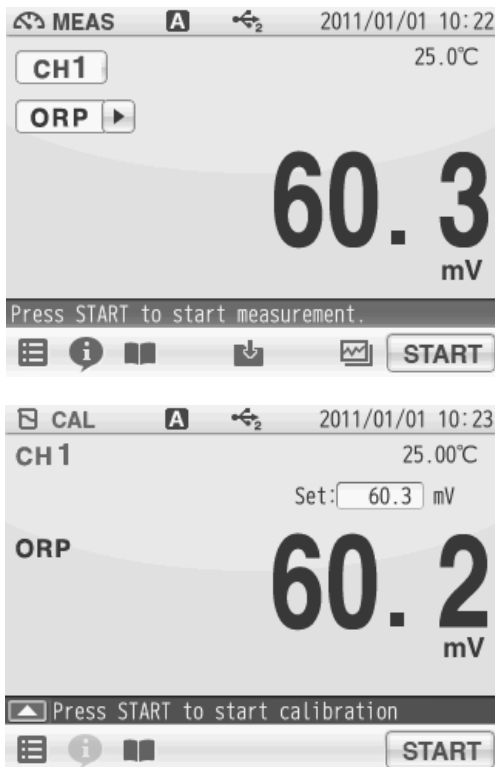 MEAS A 2 2011/01/01 10:22
CH1 25.0℃
ORP
60.3
mV
Press START to start measurement.
START
CAL A 2 2011/01/01 10:23
CH1 25.00℃
Set: 60.3 mV
ORP
60.2
mV
Press START to start calibration
START